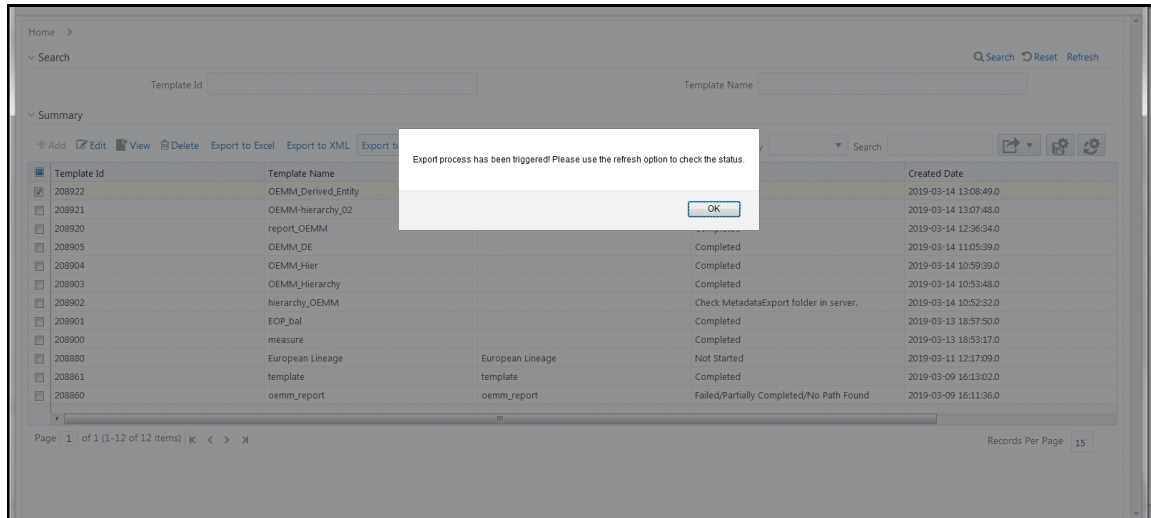 Home >
Search
Search Reset Refresh
Template Id
Template Name
Summary
Add Edit View Delete Export to Excel Export to XML Export to
Search
Export process has been triggered! Please use the refresh option to check the status.
OK
Template Id Template Name Created Date
208922 OEMM_Derived_Entity 2019-03-14 13:08:49.0
208921 OEMM-hierarchy_02 2019-03-14 13:07:48.0
208920 report_OEMM Completed 2019-03-14 12:36:34.0
208905 OEMM_DE Completed 2019-03-14 11:05:39.0
208904 OEMM_Hier Completed 2019-03-14 10:59:39.0
208903 OEMM_Hierarchy Completed 2019-03-14 10:53:48.0
208902 hierarchy_OEMM Check MetadataExport folder in server. 2019-03-14 10:52:32.0
208901 EOP_bal Completed 2019-03-13 18:57:50.0
208900 measure Completed 2019-03-13 18:53:17.0
208880 European Lineage European Lineage Not Started 2019-03-11 12:17:09.0
208861 template template Completed 2019-03-09 16:13:02.0
208860 oemm_report oemm_report Failed/Partially Completed/No Path Found 2019-03-09 16:11:36.0
Page 1 of 1 (1-12 of 12 items)
Records Per Page 15